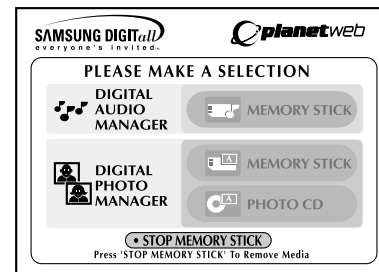 SAMSUNG DIGITall
everyone's invited™
planetweb
PLEASE MAKE A SELECTION
DIGITAL
AUDIO
MANAGER
MEMORY STICK
DIGITAL
PHOTO
MANAGER
A MEMORY STICK
A PHOTO CD
• STOP MEMORY STICK
Press 'STOP MEMORY STICK' To Remove Media